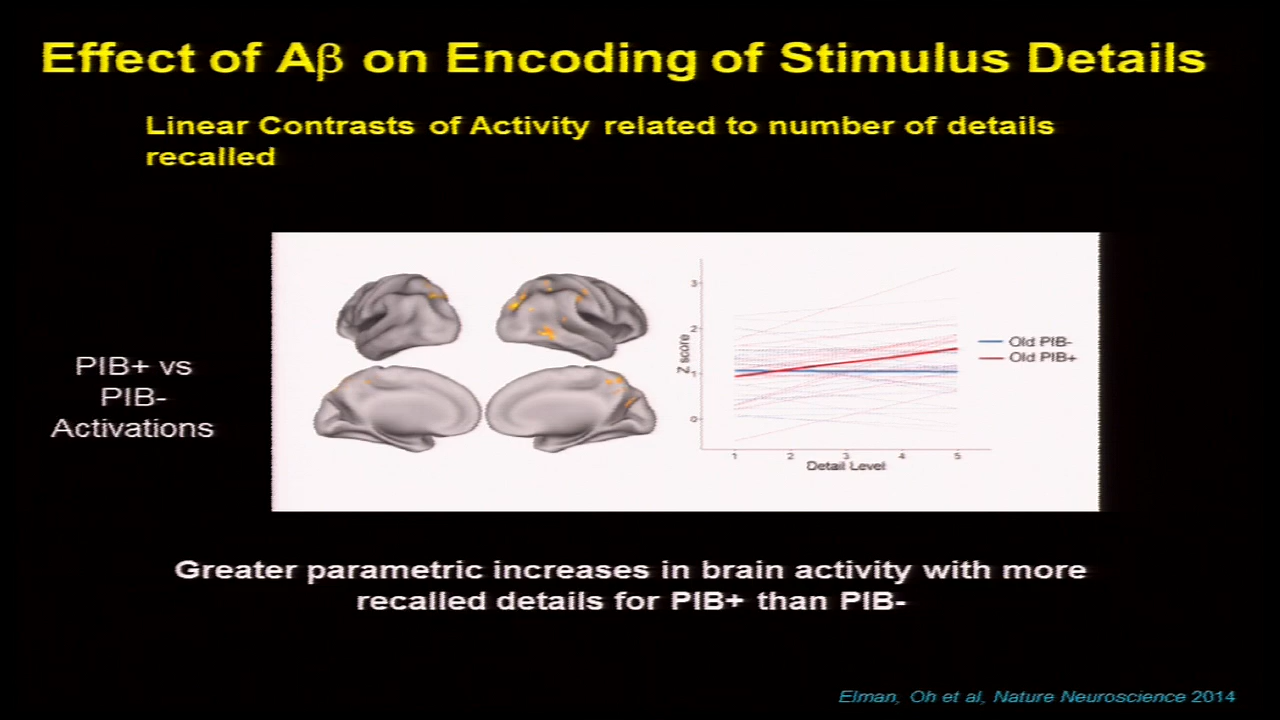 Effect of Aβ on Encoding of Stimulus Details
Linear Contrasts of Activity related to number of details
recalled
PIB+ vs
PIB-
Activations
3
2
1
0
Z score
1 2 3 4 5
Detail Level
Old PIB-
Old PIB+
Greater parametric increases in brain activity with more
recalled details for PIB+ than PIB-
Elman, Oh et al, Nature Neuroscience 2014